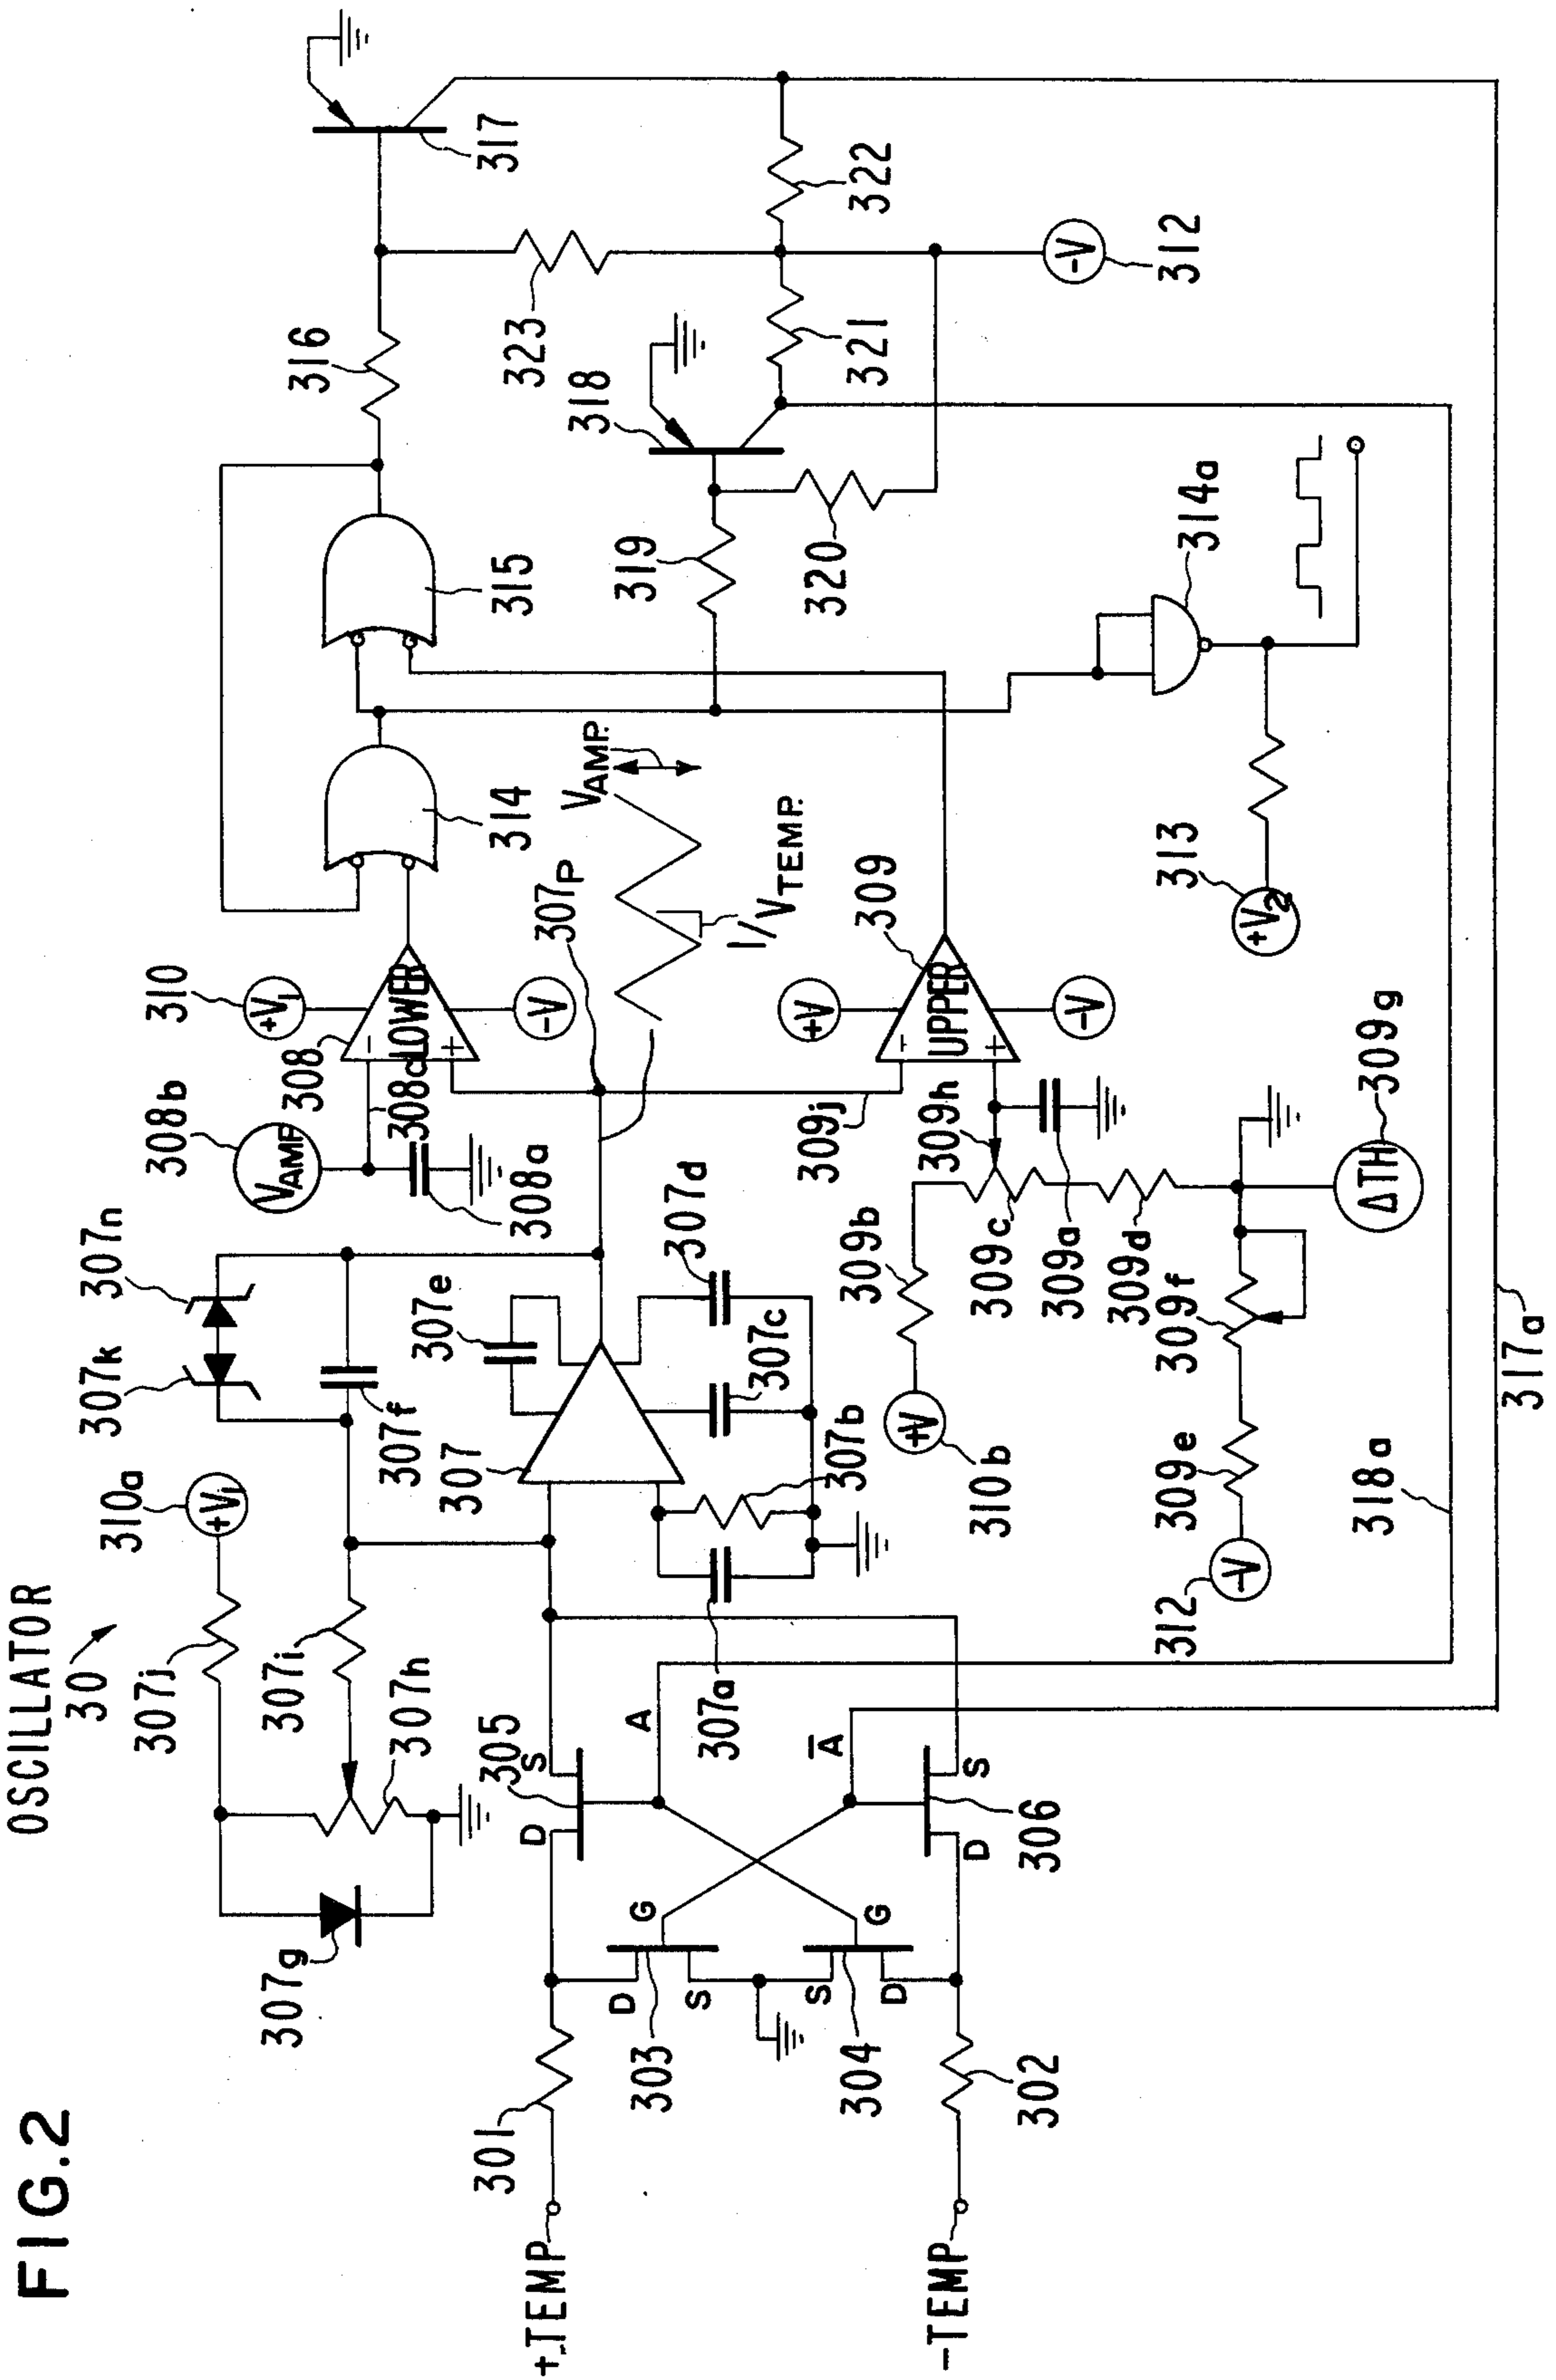 FIG.2
OSCILLATOR
30
307g
307j
310a
+V₁
307i
307h
307k
307n
307f
307
307e
307d
307c
307b
307a
308b
VAMP
308
308c
308a
310
+V₁
-
LOWER
+
-V
307P
VAMP.
1/VTEMP.
314
315
316
317
323
318
319
320
321
322
-V
312
314a
313
+V₂
309
+V
-
UPPER
+
-V
309j
309h
309b
309c
309a
309d
309f
309e
ΔTH
309g
+V
310b
312
-V
318a
317a
+TEMP
301
D
305
S
A
303
D
G
S
304
S
G
D
Ā
306
D
S
302
-TEMP